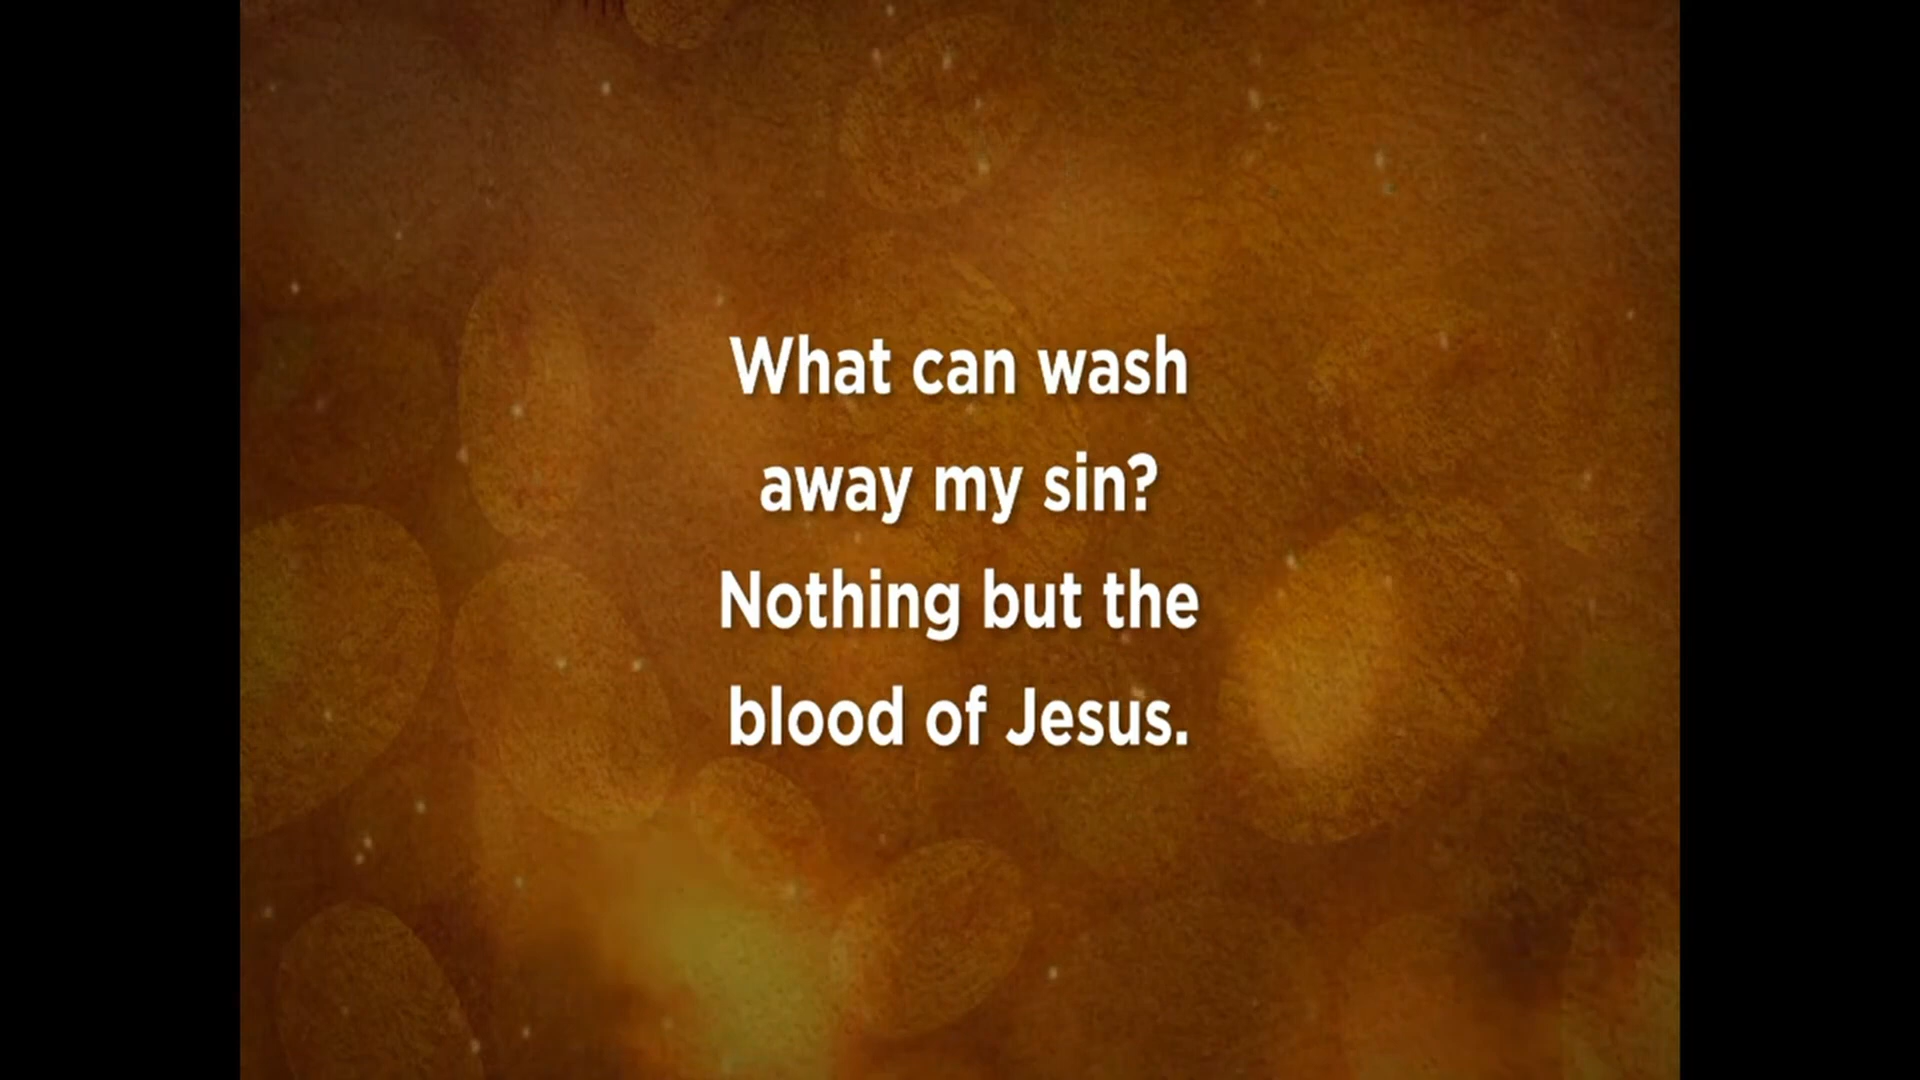 What can wash
away my sin?
Nothing but the
blood of Jesus.